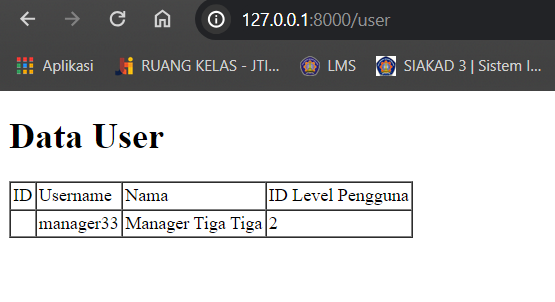 127.0.0.1:8000/user
Aplikasi RUANG KELAS - JTI... LMS SIAKAD 3 | Sistem I...
Data User
ID Username Nama ID Level Pengguna
manager33 Manager Tiga Tiga 2